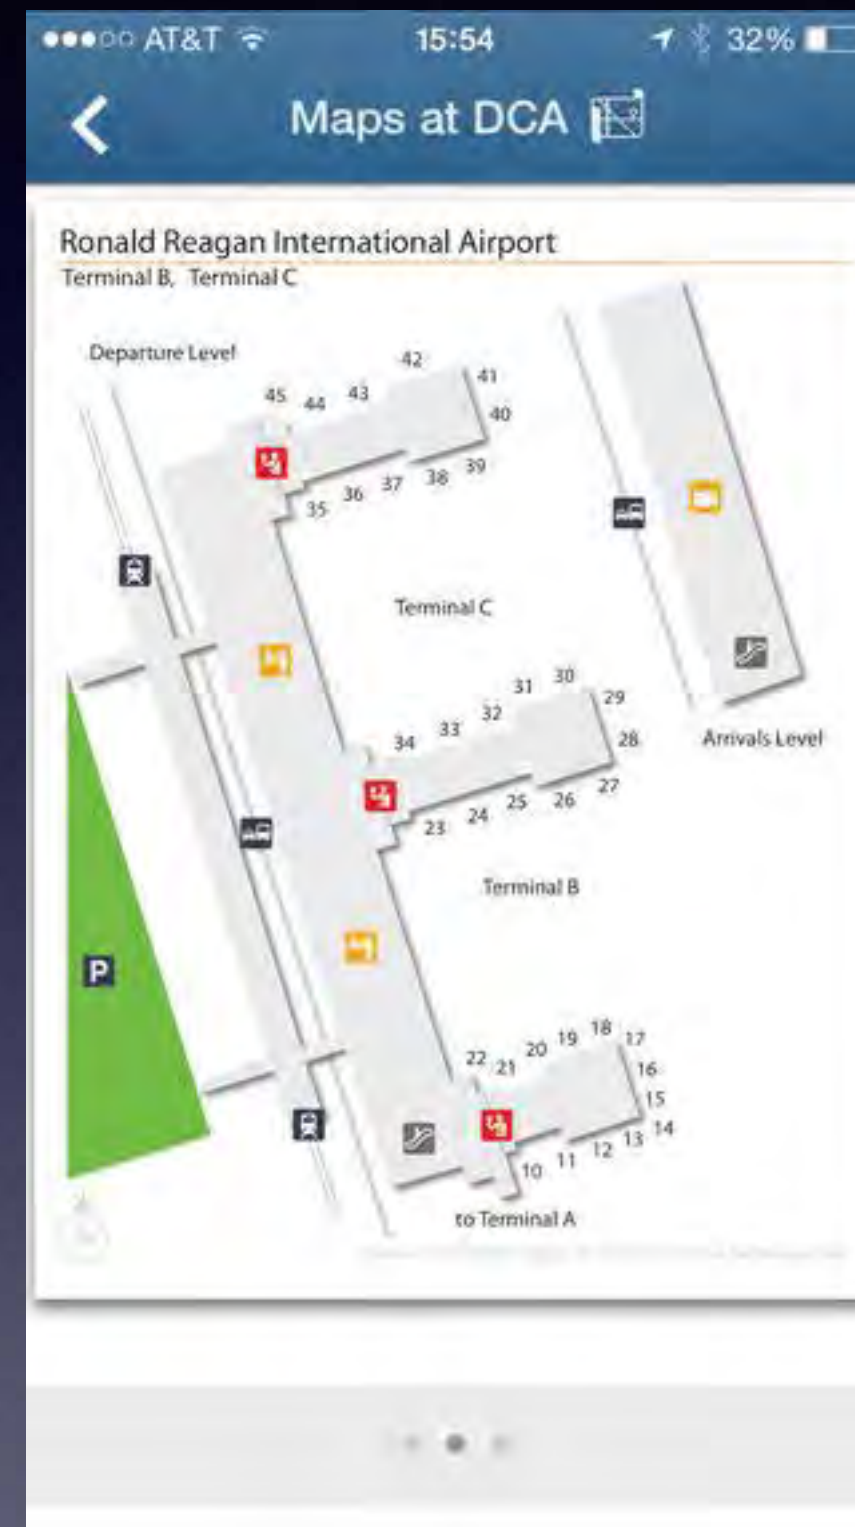 AT&T 15:54 32%
Maps at DCA
Ronald Reagan International Airport
Terminal B, Terminal C
Departure Level
42
41
45 44 43
40
35 36 37 38 39
Terminal C
30
31
29
32
33
34
28
27
23 24 25 26
Arrivals Level
Terminal B
P
18
19
17
20
22 21
16
15
14
10 11 12 13
to Terminal A